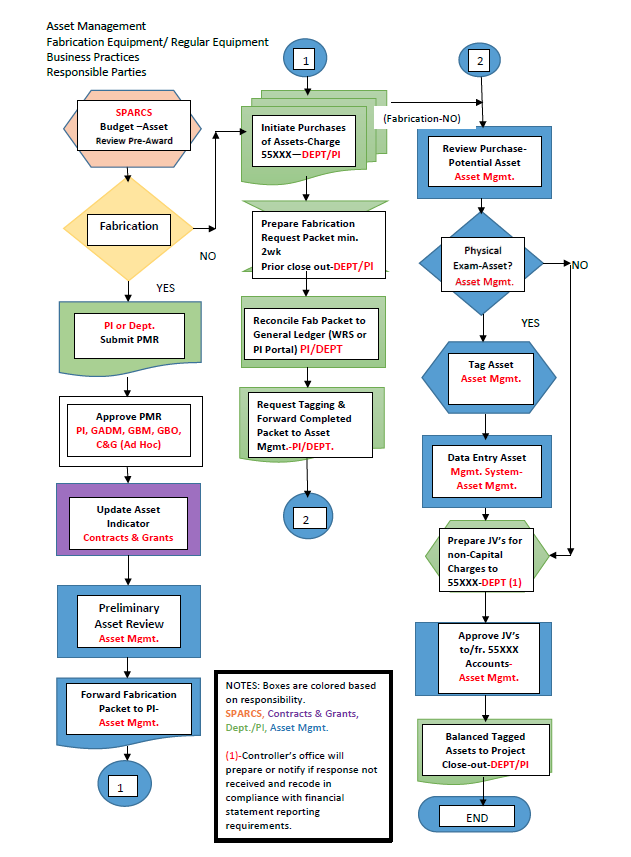 Asset Management
Fabrication Equipment/ Regular Equipment
Business Practices
Responsible Parties
SPARCS
Budget –Asset
Review Pre-Award
Fabrication
NO
YES
PI or Dept.
Submit PMR
Approve PMR
PI, GADM, GBM, GBO,
C&G (Ad Hoc)
Update Asset
Indicator
Contracts & Grants
Preliminary
Asset Review
Asset Mgmt.
Forward Fabrication
Packet to PI-
Asset Mgmt.
1
1
Initiate Purchases
of Assets-Charge
55XXX—DEPT/PI
(Fabrication-NO)
Prepare Fabrication
Request Packet min.
2wk
Prior close out-DEPT/PI
Reconcile Fab Packet to
General Ledger (WRS or
PI Portal) PI/DEPT
Request Tagging &
Forward Completed
Packet to Asset
Mgmt.-PI/DEPT.
2
2
Review Purchase-
Potential Asset
Asset Mgmt.
Physical
Exam-Asset?
Asset Mgmt.
NO
YES
Tag Asset
Asset Mgmt.
Data Entry Asset
Mgmt. System-
Asset Mgmt.
Prepare JV's for
non-Capital
Charges to
55XXX-DEPT (1)
Approve JV's
to/fr. 55XXX
Accounts-
Asset Mgmt.
Balanced Tagged
Assets to Project
Close-out-DEPT/PI
END
NOTES: Boxes are colored based
on responsibility.
SPARCS, Contracts & Grants,
Dept./PI, Asset Mgmt.
(1)-Controller's office will
prepare or notify if response not
received and recode in
compliance with financial
statement reporting
requirements.